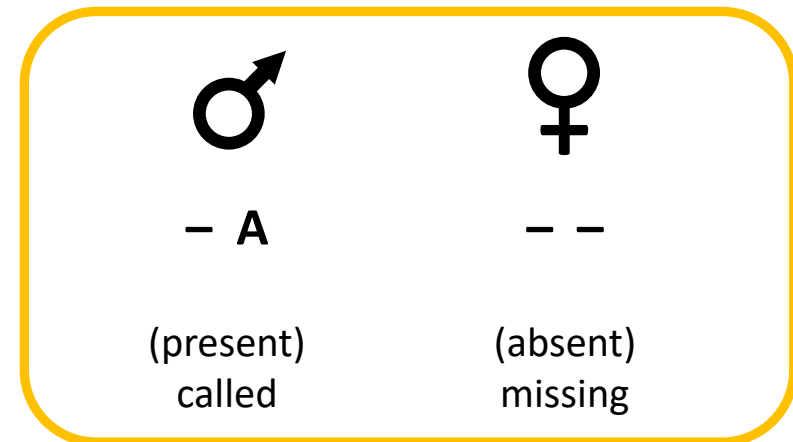 ♂ ♀
– A – –
(present) (absent)
called missing